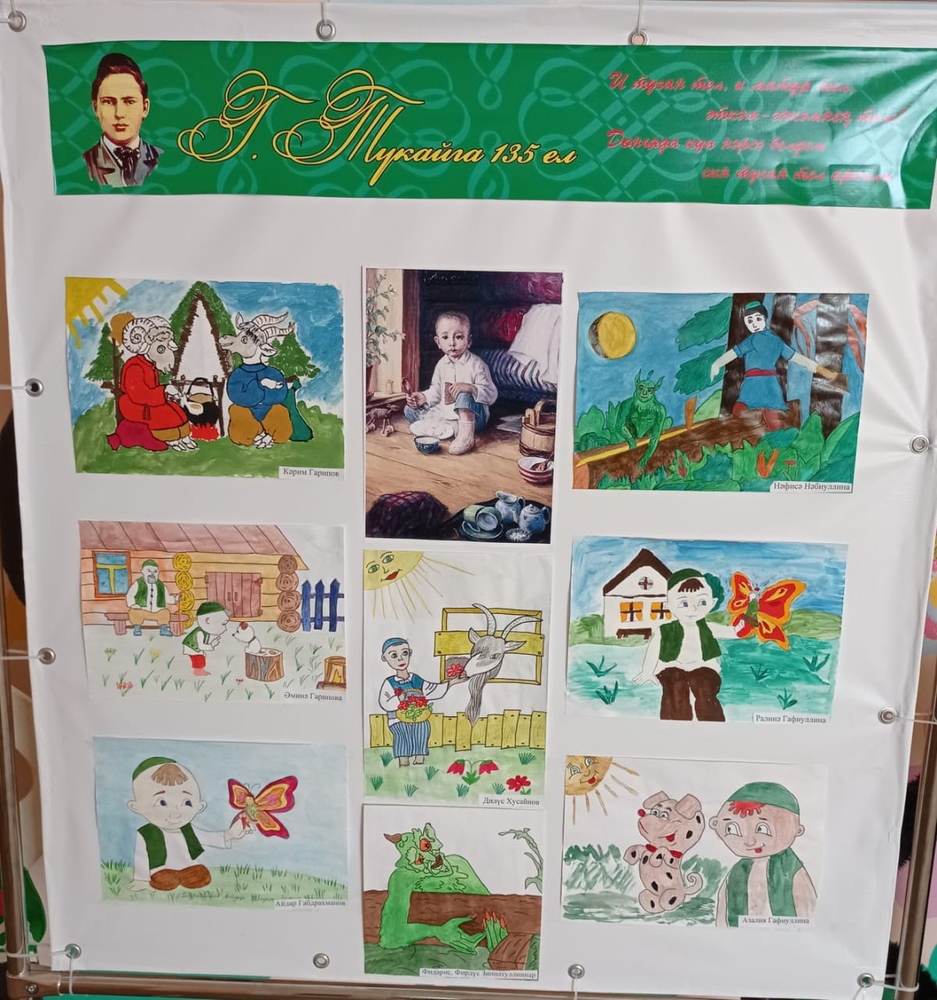 Г. Тукайга 135 ел
И туган тел, и матур тел,
әткәм - әнкәмнең теле!
Дөньяда күп нәрсә белдем
син туган тел аркылы
Кәрим Гарипов
Нәфисә Нәбиуллина
Әминә Гарипова
Ралинә Гафиуллина
Дилүс Хусайнов
Айдар Габдрахманов
Азалия Гафиуллина
Фидәрис, Фирдүс Зиннәтуллиннар